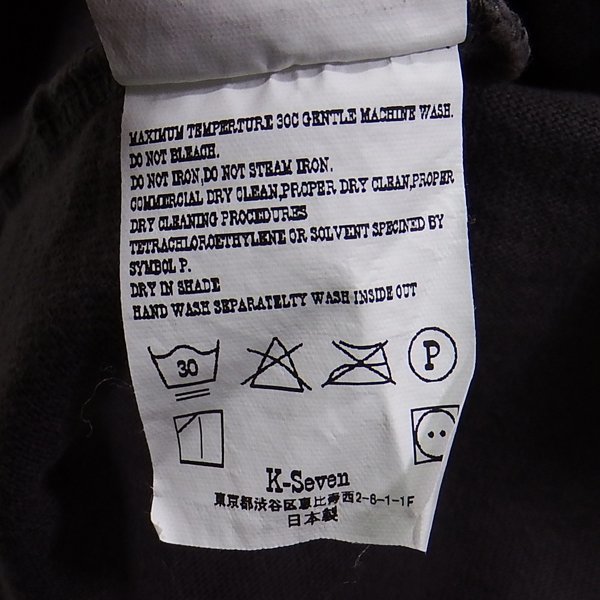 MAXIMUM TEMPERTURE 30C GENTLE MACHINE WASH.
DO NOT BLEACH.
DO NOT IRON,DO NOT STEAM IRON.
COMMERCIAL DRY CLEAN,PROPER DRY CLEAN,PROPER
DRY CLEANING PROCEDURES
TETRACHLOROETHYLENE OR SOLVENT SPECINED BY
SYMBOL P.
DRY IN SHADE
HAND WASH SEPARATELTY WASH INSIDE OUT
30 P
K-Seven
東京都渋谷区恵比寿西2-6-1-1F
日本製